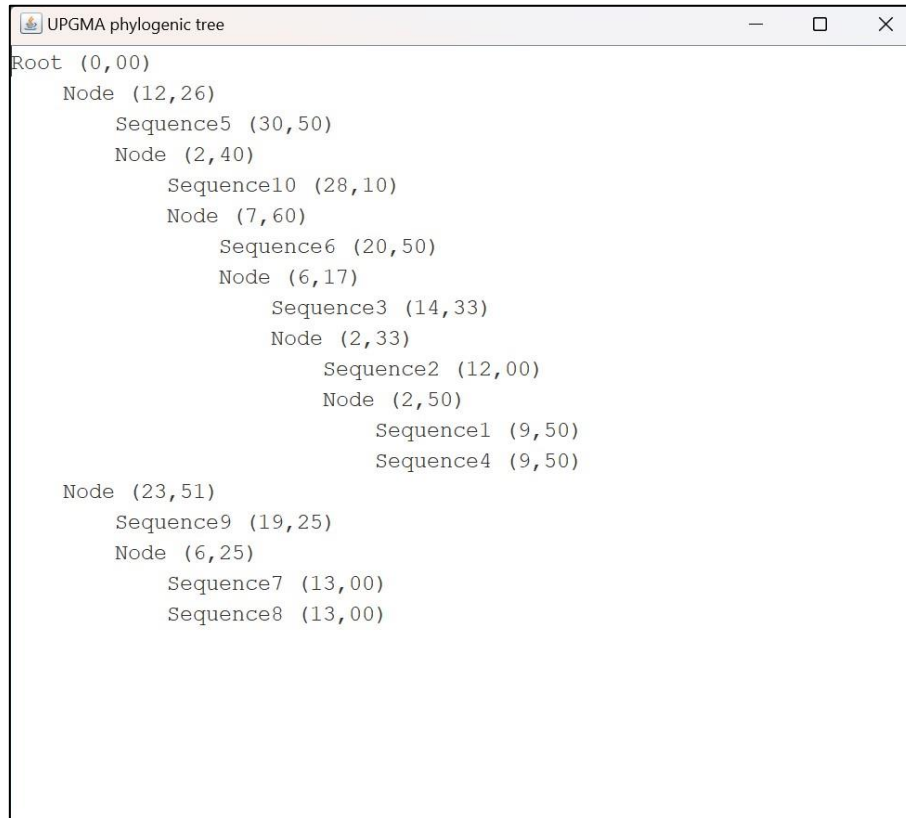 UPGMA phylogenic tree
Root (0,00)
Node (12,26)
Sequence5 (30,50)
Node (2,40)
Sequence10 (28,10)
Node (7,60)
Sequence6 (20,50)
Node (6,17)
Sequence3 (14,33)
Node (2,33)
Sequence2 (12,00)
Node (2,50)
Sequence1 (9,50)
Sequence4 (9,50)
Node (23,51)
Sequence9 (19,25)
Node (6,25)
Sequence7 (13,00)
Sequence8 (13,00)